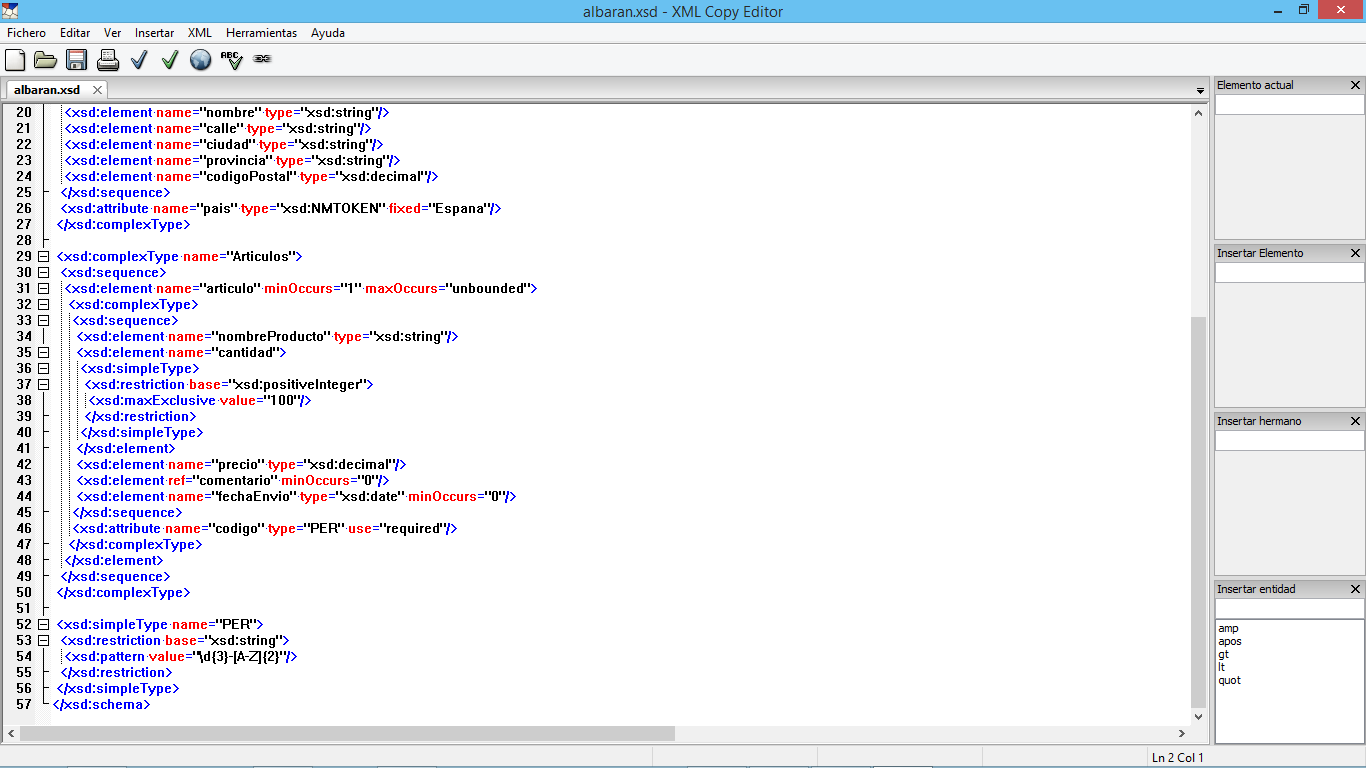 albaran.xsd - XML Copy Editor
Fichero Editar Ver Insertar XML Herramientas Ayuda
ABC
albaran.xsd
20 <xsd:element name="nombre" type="xsd:string"/>
21 <xsd:element name="calle" type="xsd:string"/>
22 <xsd:element name="ciudad" type="xsd:string"/>
23 <xsd:element name="provincia" type="xsd:string"/>
24 <xsd:element name="codigoPostal" type="xsd:decimal"/>
25 </xsd:sequence>
26 <xsd:attribute name="pais" type="xsd:NMTOKEN" fixed="Espana"/>
27 </xsd:complexType>
28
29 <xsd:complexType name="Articulos">
30 <xsd:sequence>
31 <xsd:element name="articulo" minOccurs="1" maxOccurs="unbounded">
32 <xsd:complexType>
33 <xsd:sequence>
34 <xsd:element name="nombreProducto" type="xsd:string"/>
35 <xsd:element name="cantidad">
36 <xsd:simpleType>
37 <xsd:restriction base="xsd:positiveInteger">
38 <xsd:maxExclusive value="100"/>
39 </xsd:restriction>
40 </xsd:simpleType>
41 </xsd:element>
42 <xsd:element name="precio" type="xsd:decimal"/>
43 <xsd:element ref="comentario" minOccurs="0"/>
44 <xsd:element name="fechaEnvio" type="xsd:date" minOccurs="0"/>
45 </xsd:sequence>
46 <xsd:attribute name="codigo" type="PER" use="required"/>
47 </xsd:complexType>
48 </xsd:element>
49 </xsd:sequence>
50 </xsd:complexType>
51
52 <xsd:simpleType name="PER">
53 <xsd:restriction base="xsd:string">
54 <xsd:pattern value="\d{3}-[A-Z]{2}"/>
55 </xsd:restriction>
56 </xsd:simpleType>
57 </xsd:schema>
Elemento actual
Insertar Elemento
Insertar hermano
Insertar entidad
amp
apos
gt
lt
quot
Ln 2 Col 1